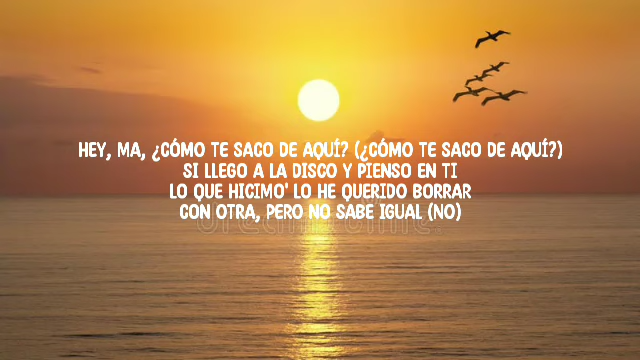 HEY, MA, ¿CÓMO TE SACO DE AQUÍ? (¿CÓMO TE SACO DE AQUÍ?)
SI LLEGO A LA DISCO Y PIENSO EN TI
LO QUE HICIMO' LO HE QUERIDO BORRAR
CON OTRA, PERO NO SABE IGUAL (NO)
dreamstime.